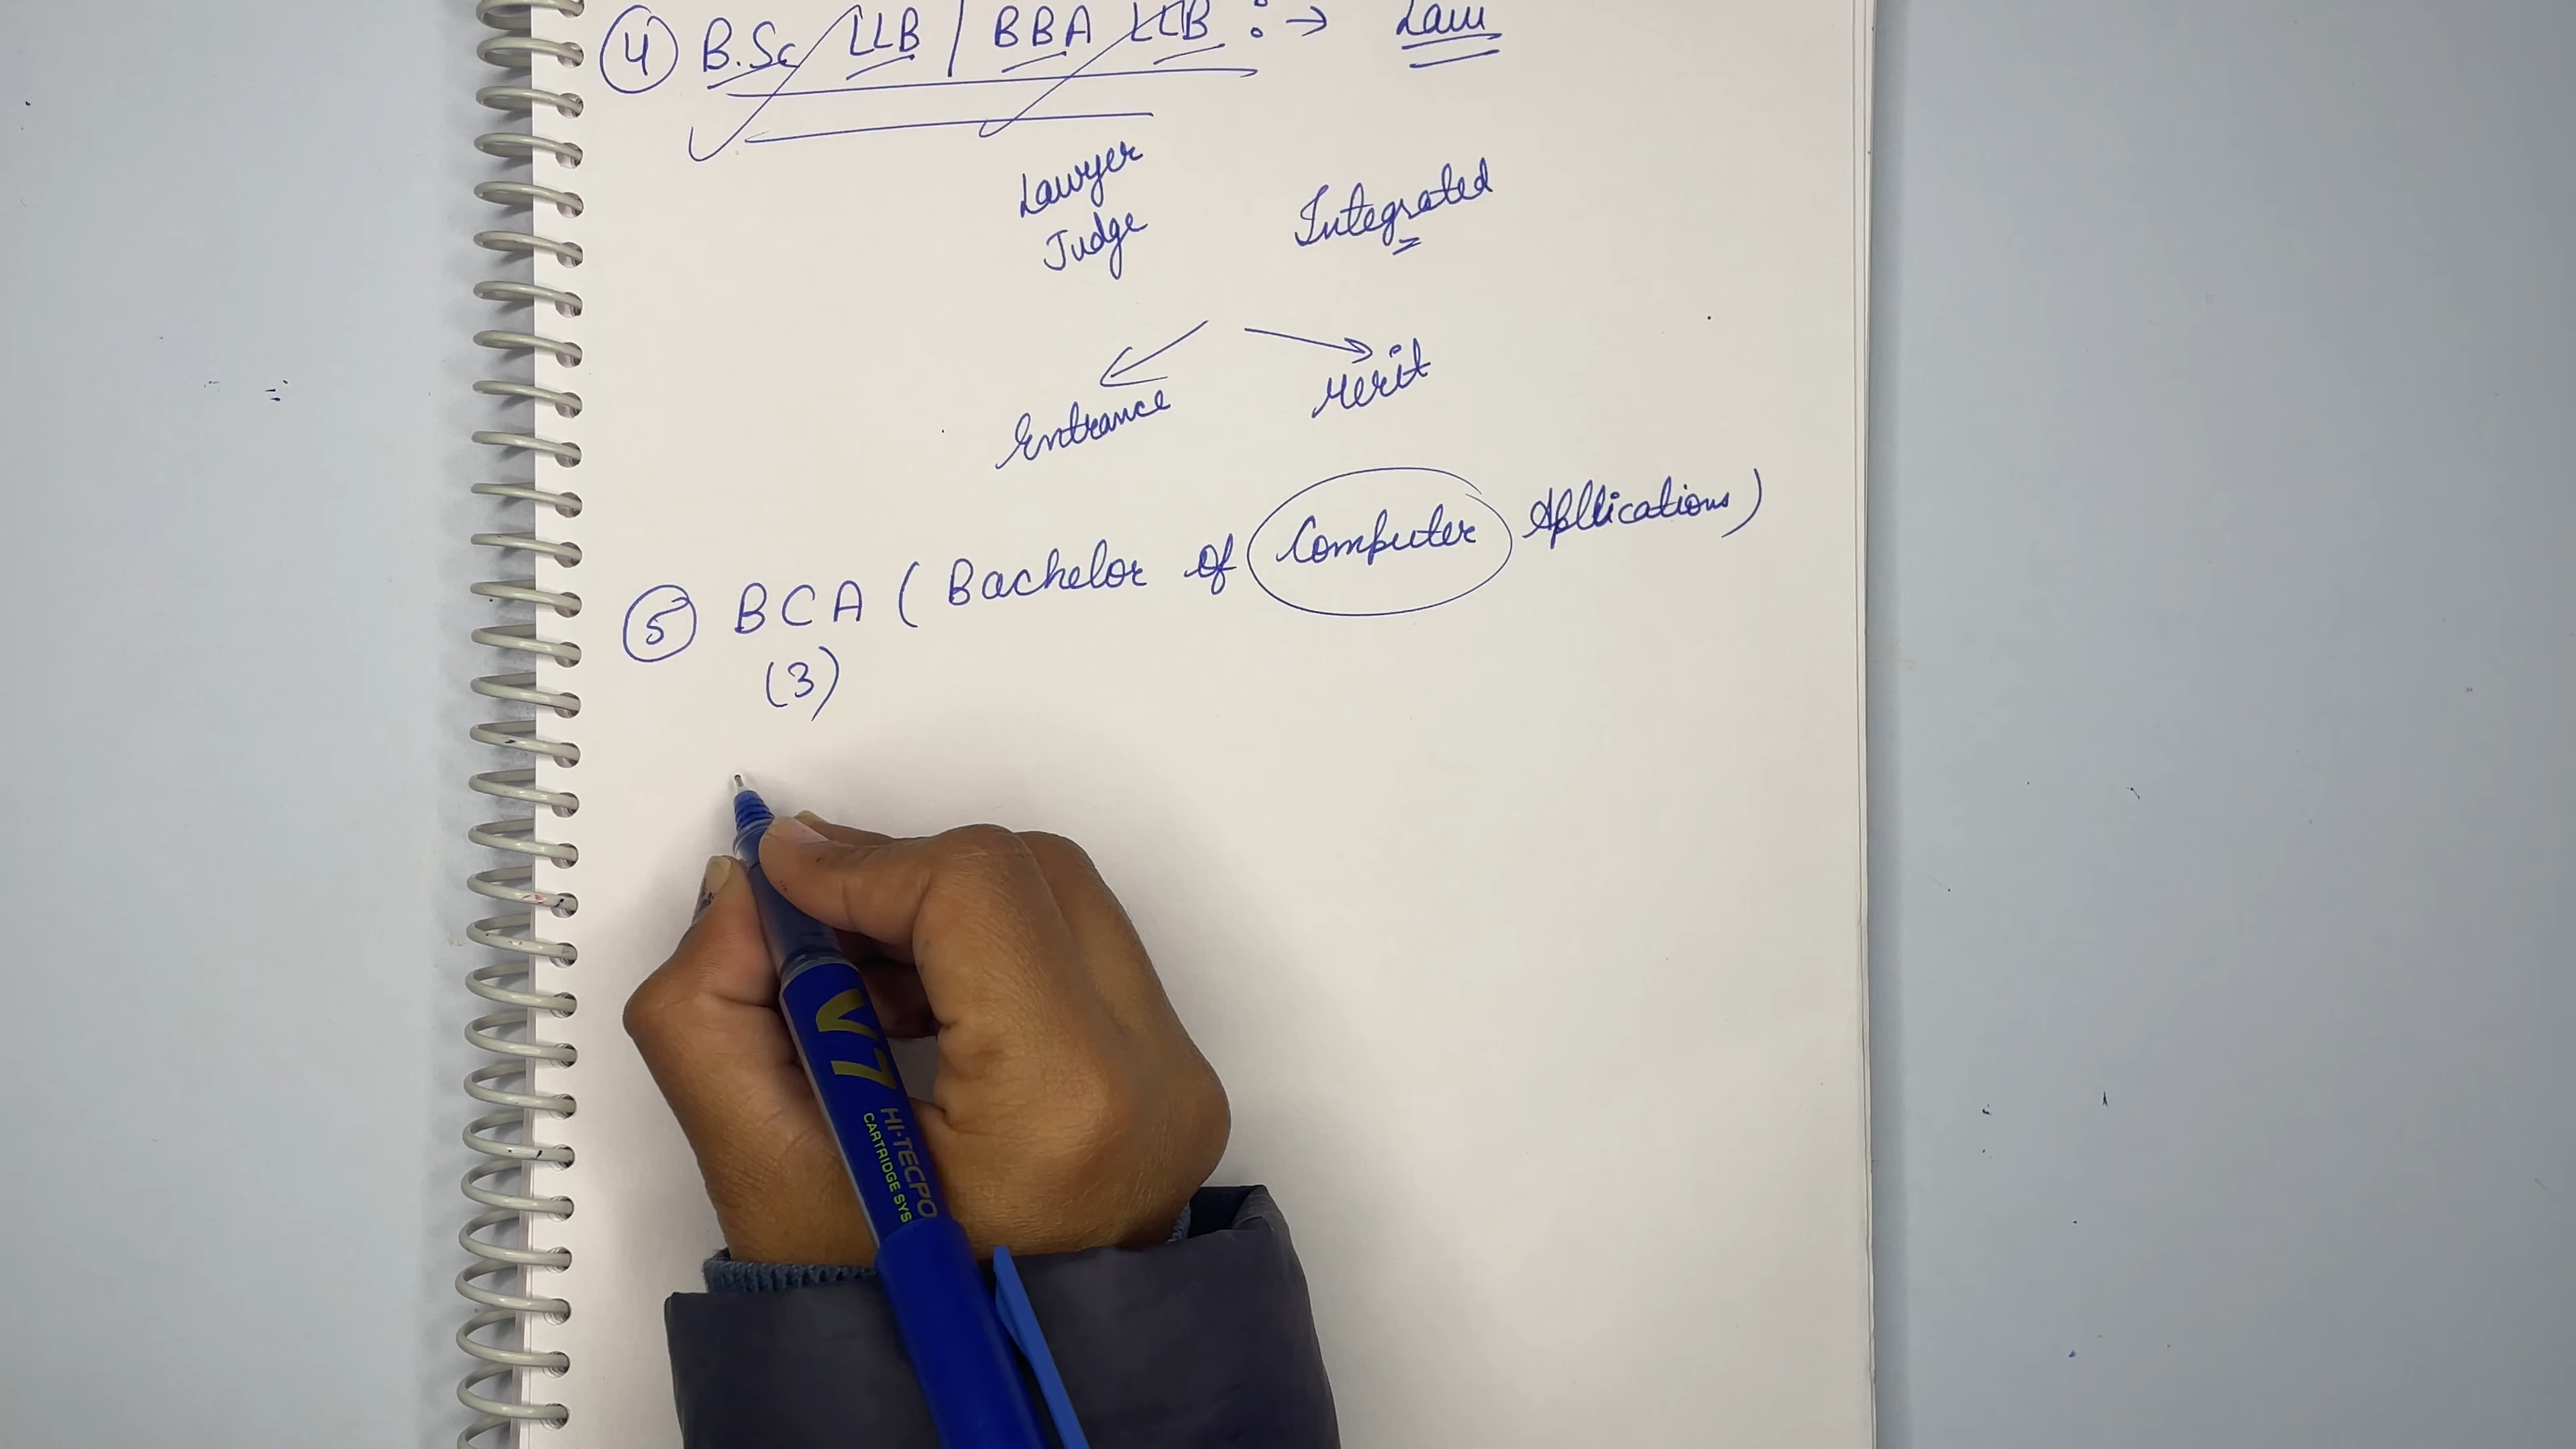 4 B.Sc LLB | BBA LLB : → Law
Lawyer
Judge
Integrated
Entrance
Merit
5 BCA ( Bachelor of Computer Applications)
(3)
V7
HI-TECPO
CARTRIDGE SYS